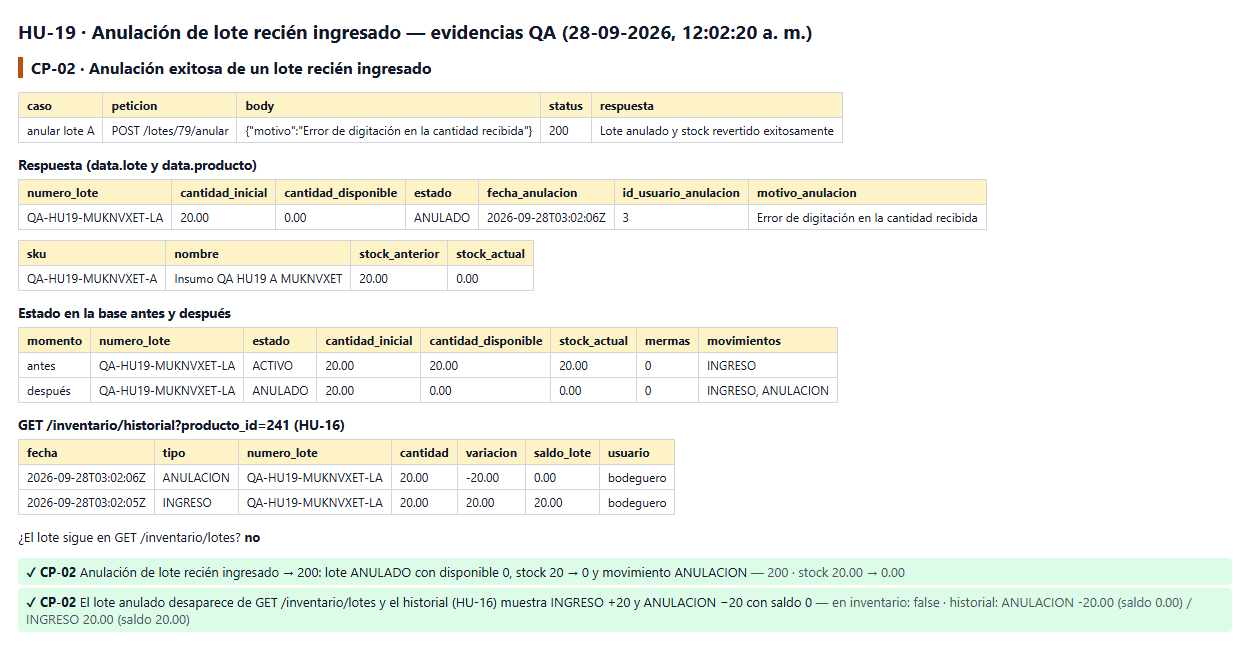 HU-19 · Anulación de lote recién ingresado — evidencias QA (28-09-2026, 12:02:20 a. m.)
CP-02 · Anulación exitosa de un lote recién ingresado
caso peticion body status respuesta
anular lote A POST /lotes/79/anular {"motivo":"Error de digitación en la cantidad recibida"} 200 Lote anulado y stock revertido exitosamente
Respuesta (data.lote y data.producto)
numero_lote cantidad_inicial cantidad_disponible estado fecha_anulacion id_usuario_anulacion motivo_anulacion
QA-HU19-MUKNVXET-LA 20.00 0.00 ANULADO 2026-09-28T03:02:06Z 3 Error de digitación en la cantidad recibida
sku nombre stock_anterior stock_actual
QA-HU19-MUKNVXET-A Insumo QA HU19 A MUKNVXET 20.00 0.00
Estado en la base antes y después
momento numero_lote estado cantidad_inicial cantidad_disponible stock_actual mermas movimientos
antes QA-HU19-MUKNVXET-LA ACTIVO 20.00 20.00 20.00 0 INGRESO
después QA-HU19-MUKNVXET-LA ANULADO 20.00 0.00 0.00 0 INGRESO, ANULACION
GET /inventario/historial?producto_id=241 (HU-16)
fecha tipo numero_lote cantidad variacion saldo_lote usuario
2026-09-28T03:02:06Z ANULACION QA-HU19-MUKNVXET-LA 20.00 -20.00 0.00 bodeguero
2026-09-28T03:02:05Z INGRESO QA-HU19-MUKNVXET-LA 20.00 20.00 20.00 bodeguero
¿El lote sigue en GET /inventario/lotes? no
✓ CP-02 Anulación de lote recién ingresado → 200: lote ANULADO con disponible 0, stock 20 → 0 y movimiento ANULACION — 200 · stock 20.00 → 0.00
✓ CP-02 El lote anulado desaparece de GET /inventario/lotes y el historial (HU-16) muestra INGRESO +20 y ANULACION −20 con saldo 0 — en inventario: false · historial: ANULACION -20.00 (saldo 0.00) /
INGRESO 20.00 (saldo 20.00)